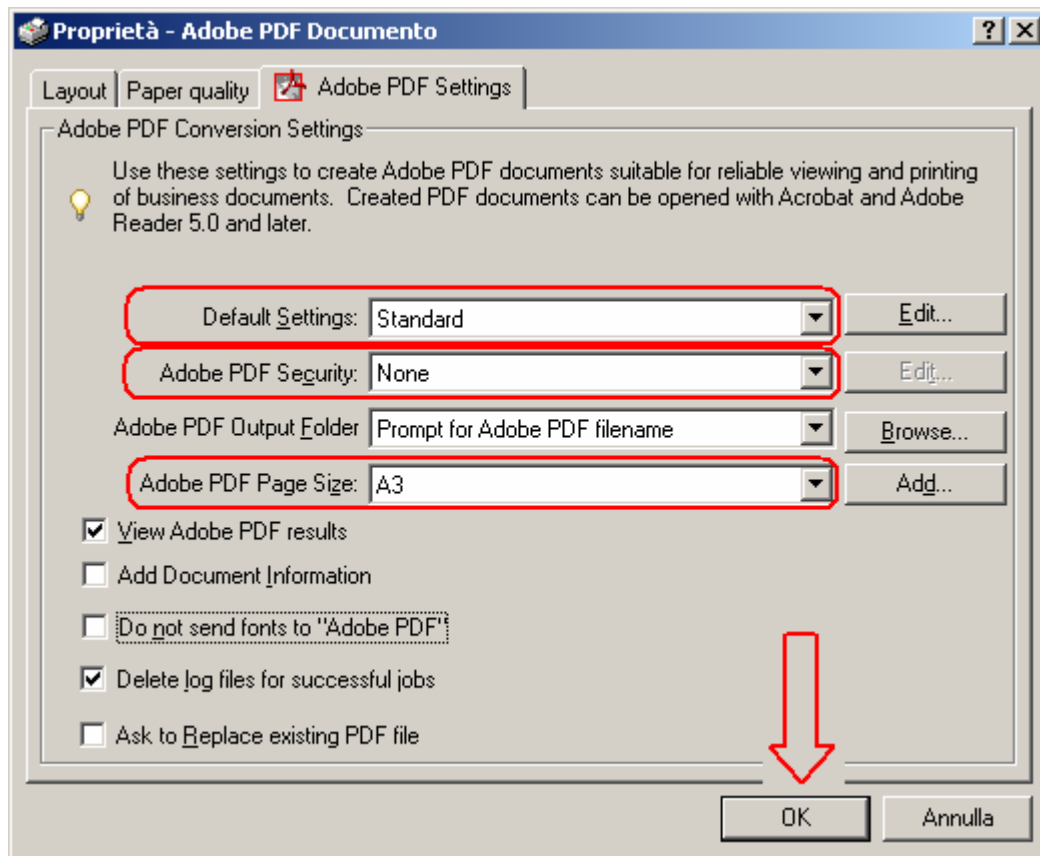 Proprietà - Adobe PDF Documento
Layout
Paper quality
Adobe PDF Settings
Adobe PDF Conversion Settings
Use these settings to create Adobe PDF documents suitable for reliable viewing and printing
of business documents. Created PDF documents can be opened with Acrobat and Adobe
Reader 5.0 and later.
Default Settings: Standard Edit...
Adobe PDF Security: None Edit...
Adobe PDF Output Folder Prompt for Adobe PDF filename Browse...
Adobe PDF Page Size: A3 Add...
View Adobe PDF results
Add Document Information
Do not send fonts to "Adobe PDF"
Delete log files for successful jobs
Ask to Replace existing PDF file
OK Annulla